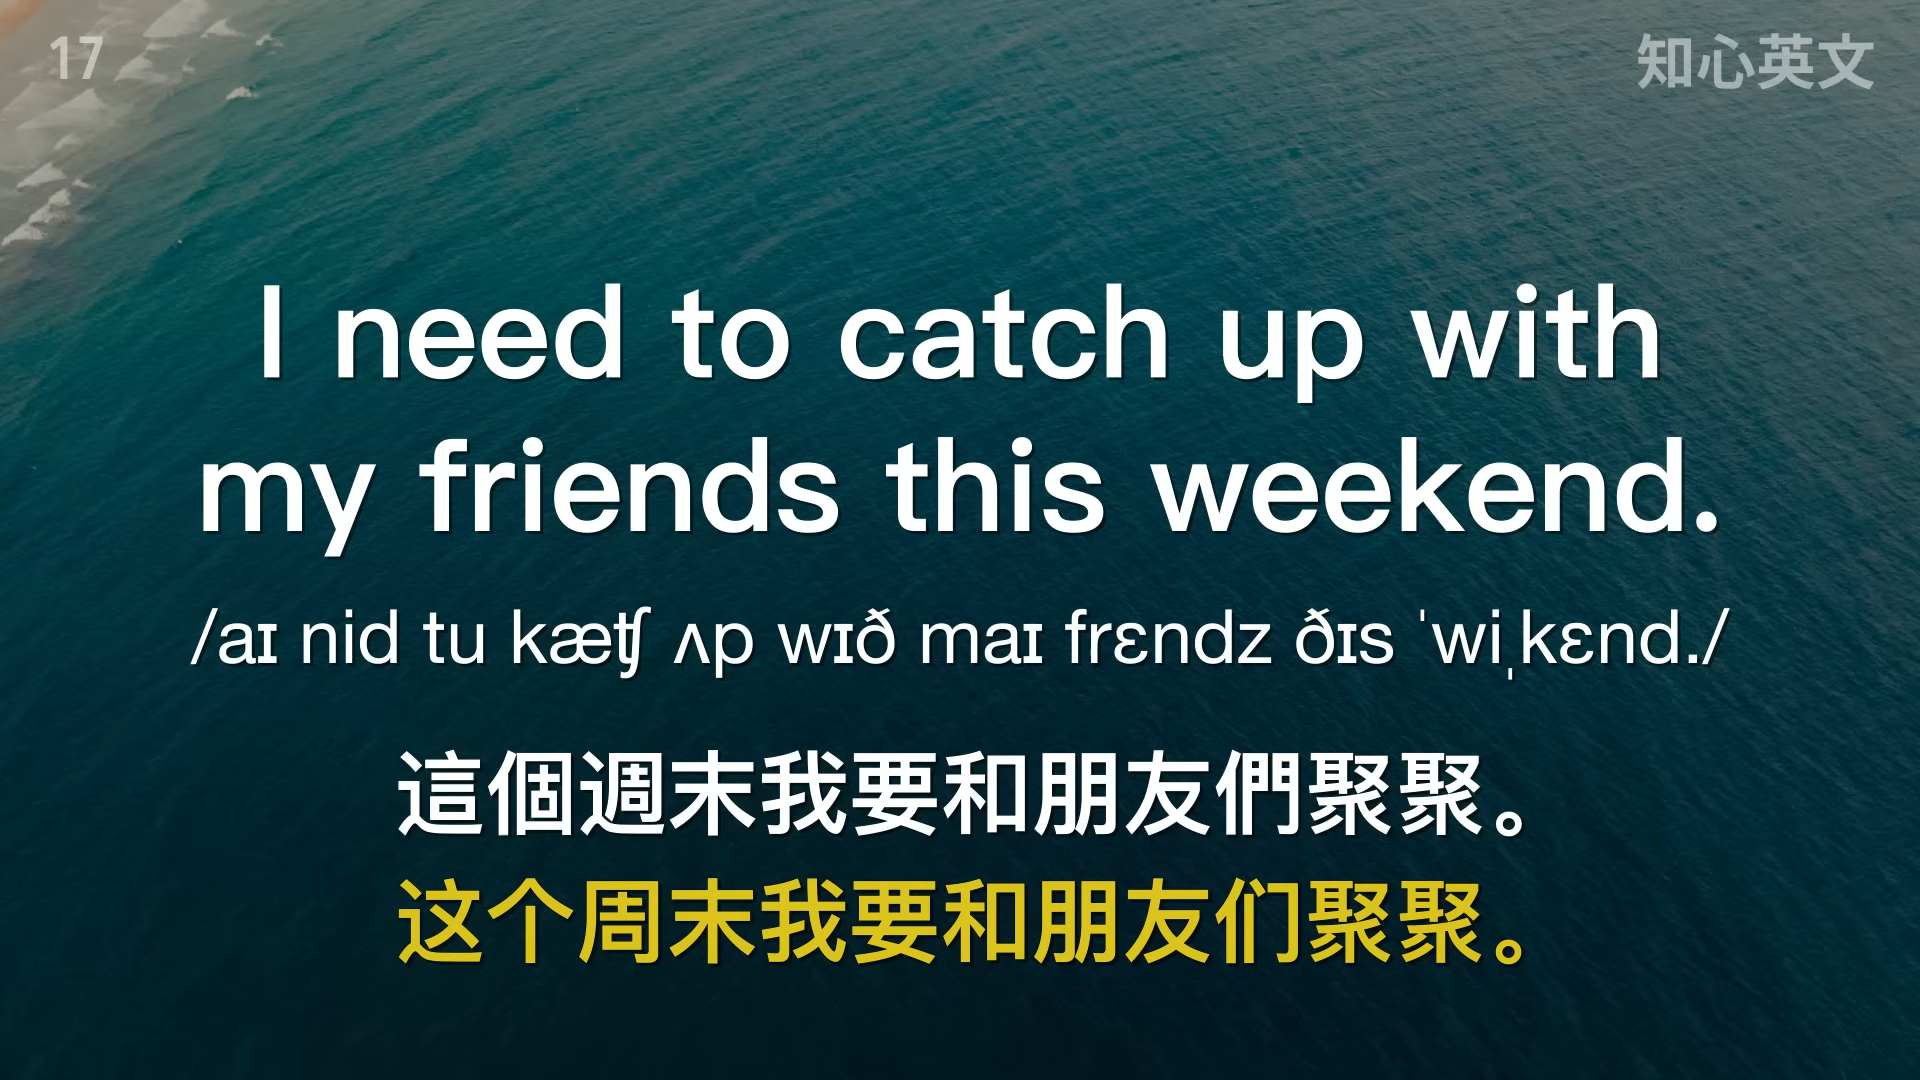 17
知心英文
I need to catch up with
my friends this weekend.
/aɪ nid tu kæʧ ʌp wɪð maɪ frɛndz ðɪs ˈwiˌkɛnd./
這個週末我要和朋友們聚聚。
这个周末我要和朋友们聚聚。